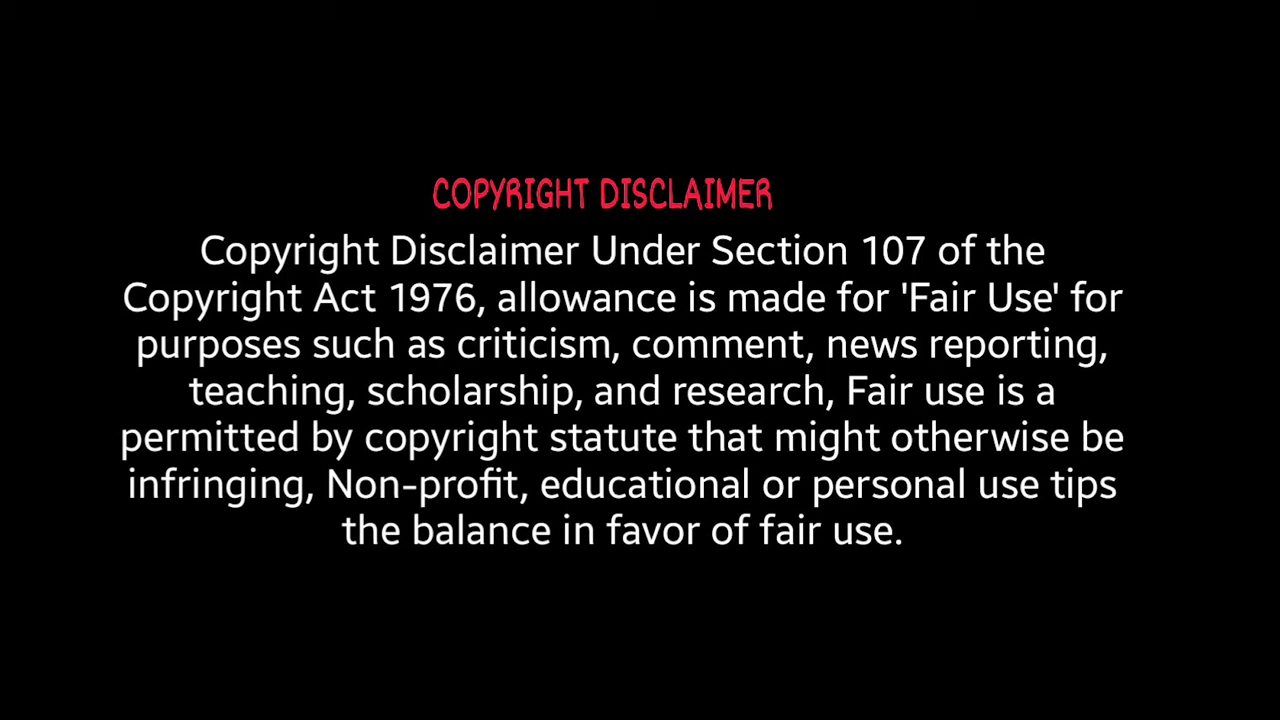 COPYRIGHT DISCLAIMER
Copyright Disclaimer Under Section 107 of the
Copyright Act 1976, allowance is made for 'Fair Use' for
purposes such as criticism, comment, news reporting,
teaching, scholarship, and research, Fair use is a
permitted by copyright statute that might otherwise be
infringing, Non-profit, educational or personal use tips
the balance in favor of fair use.